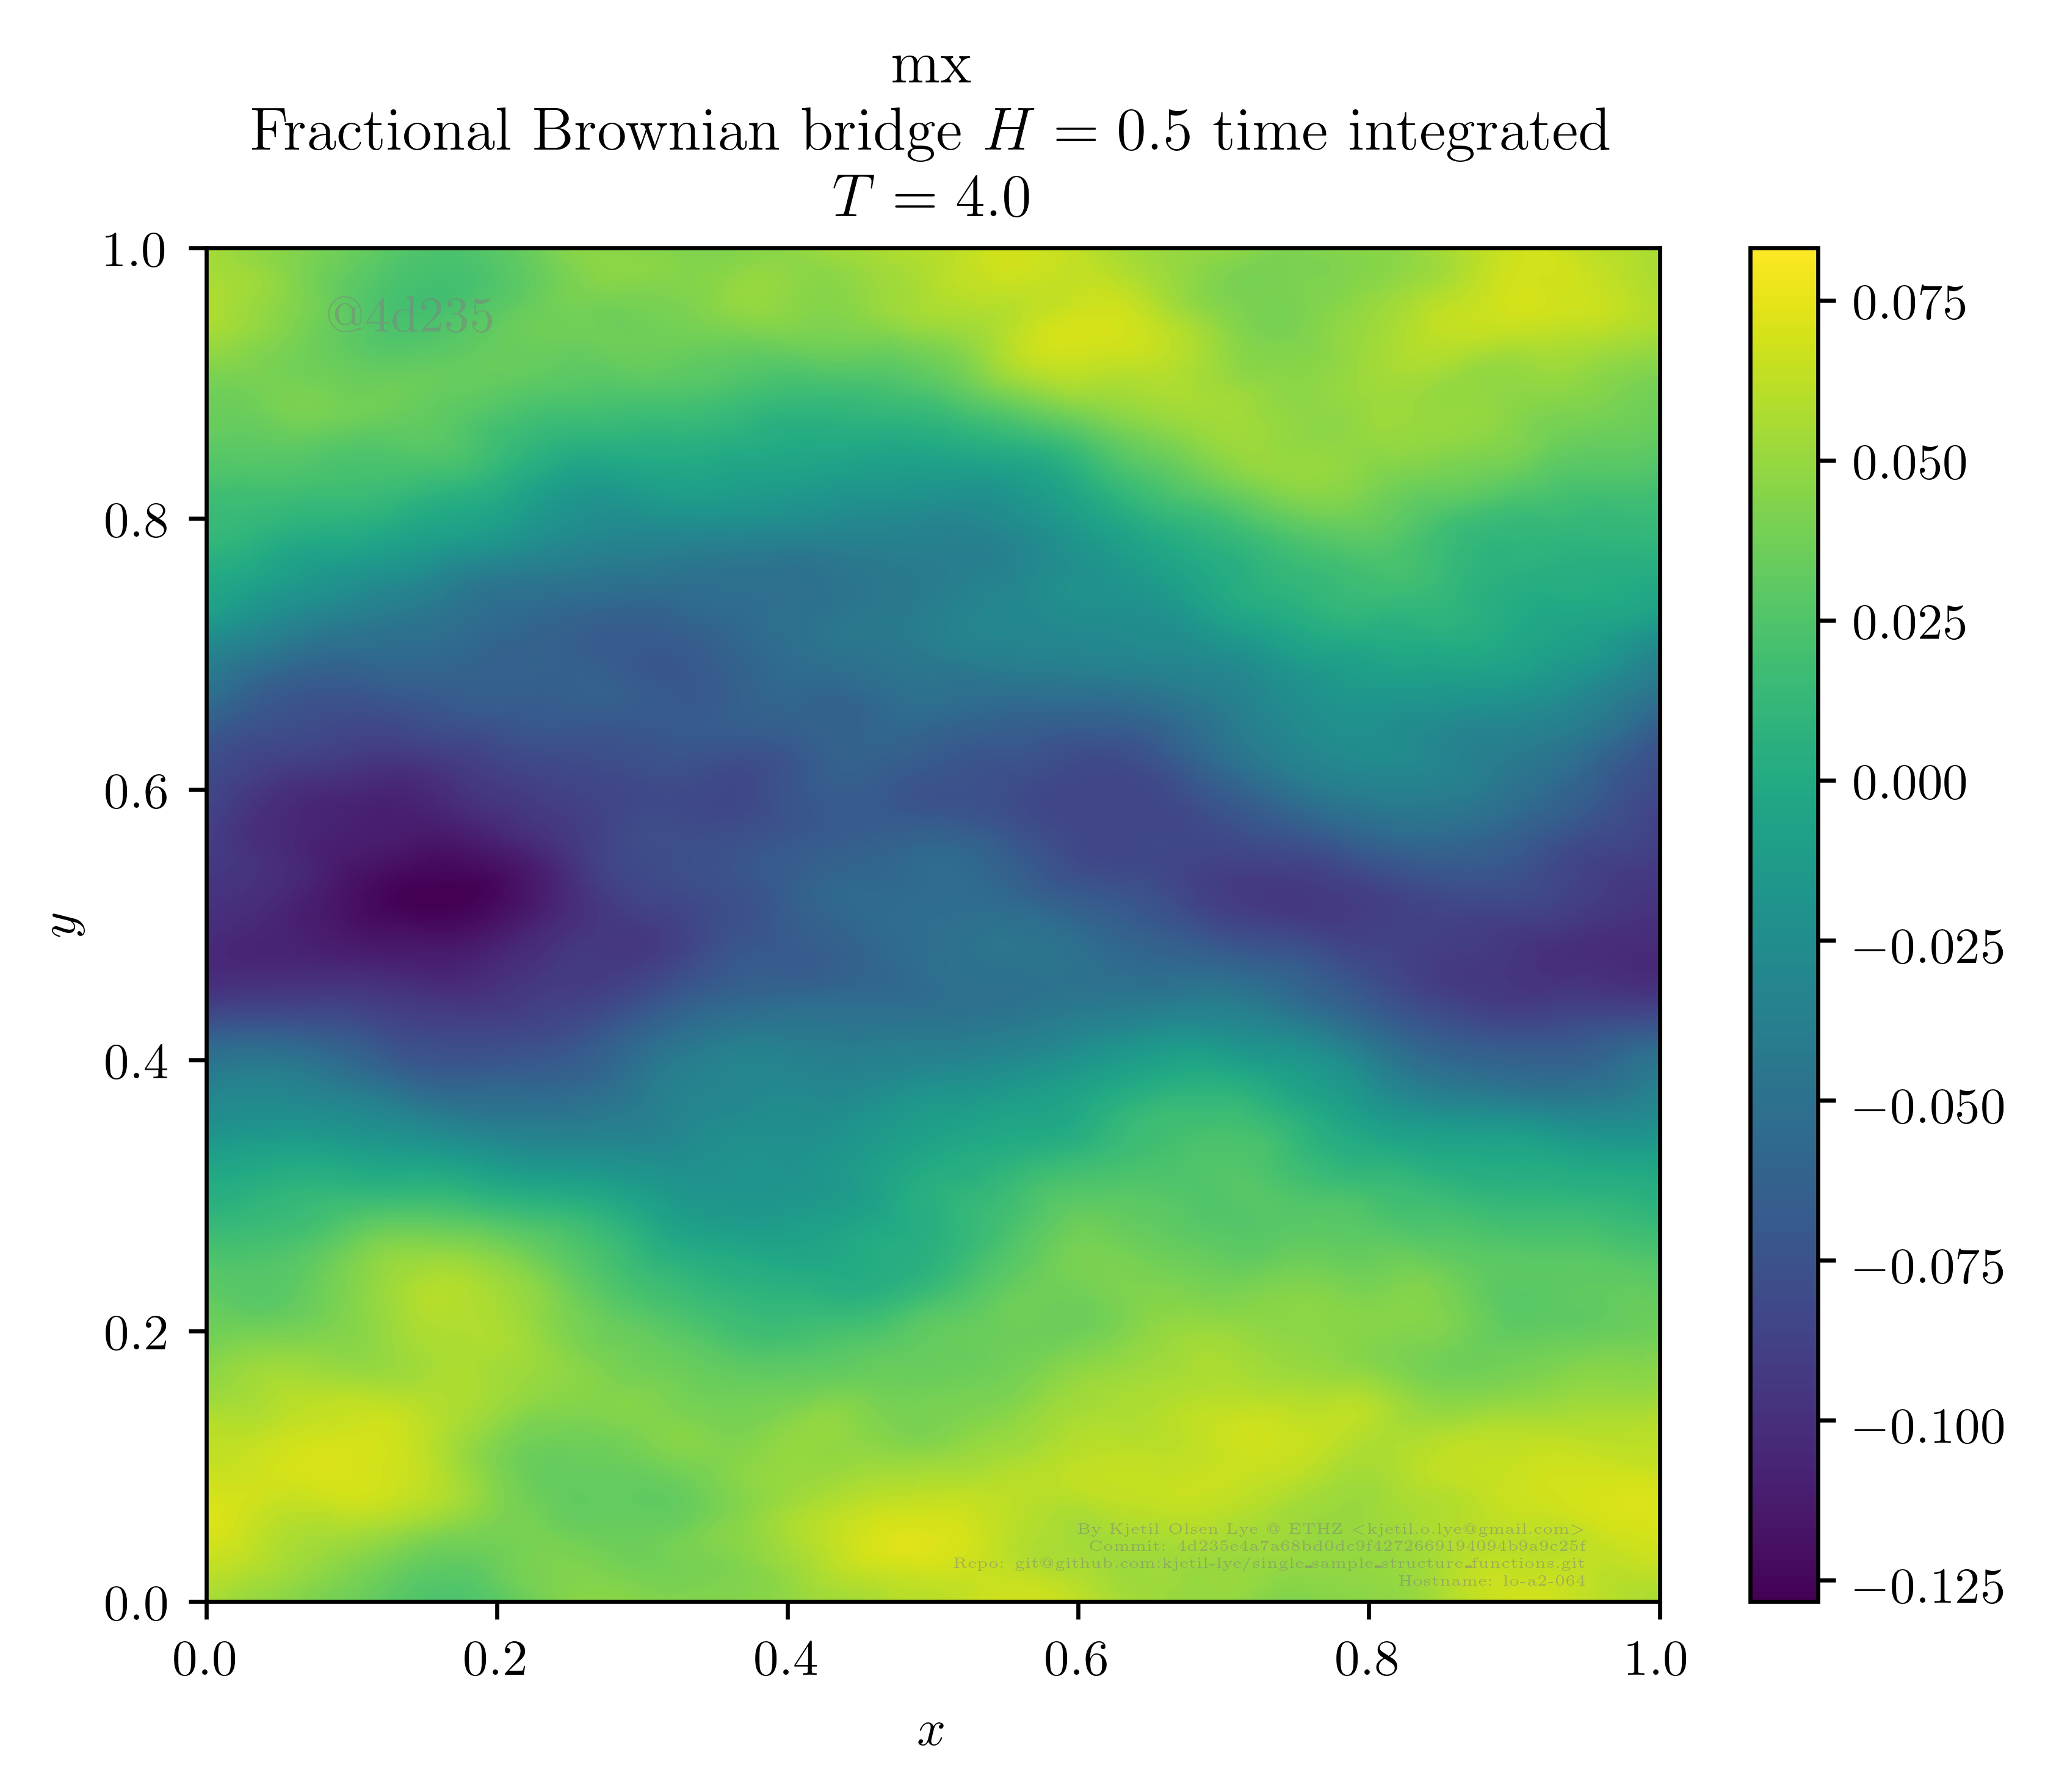 mx
Fractional Brownian bridge H = 0.5 time integrated
T = 4.0
1.0
0.8
0.6
0.4
0.2
0.0
y
@4d235
By Kjetil Olsen Lye @ ETHZ <kjetil.o.lye@gmail.com>
Commit: 4d235e4a7a68bd0dc9f4272669194094b9a9c25f
Repo: git@github.com:kjetil-lye/single_sample_structure_functions.git
Hostname: lo-a2-064
0.0 0.2 0.4 0.6 0.8 1.0
x
0.075
0.050
0.025
0.000
−0.025
−0.050
−0.075
−0.100
−0.125